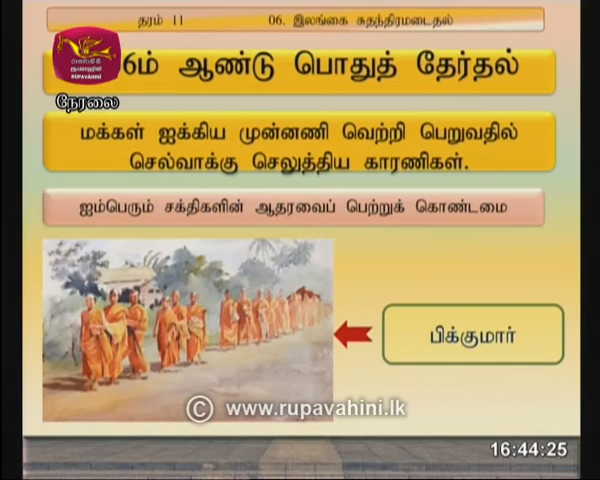 தரம் 11 06. இலங்கை சுதந்திரமடைதல்
6ம் ஆண்டு பொதுத் தேர்தல்
RUPAVAHINI
நேரலை
மக்கள் ஐக்கிய முன்னணி வெற்றி பெறுவதில்
செல்வாக்கு செலுத்திய காரணிகள்.
ஐம்பெரும் சக்திகளின் ஆதரவைப் பெற்றுக் கொண்டமை
பிக்குமார்
© www.rupavahini.lk
16:44:25